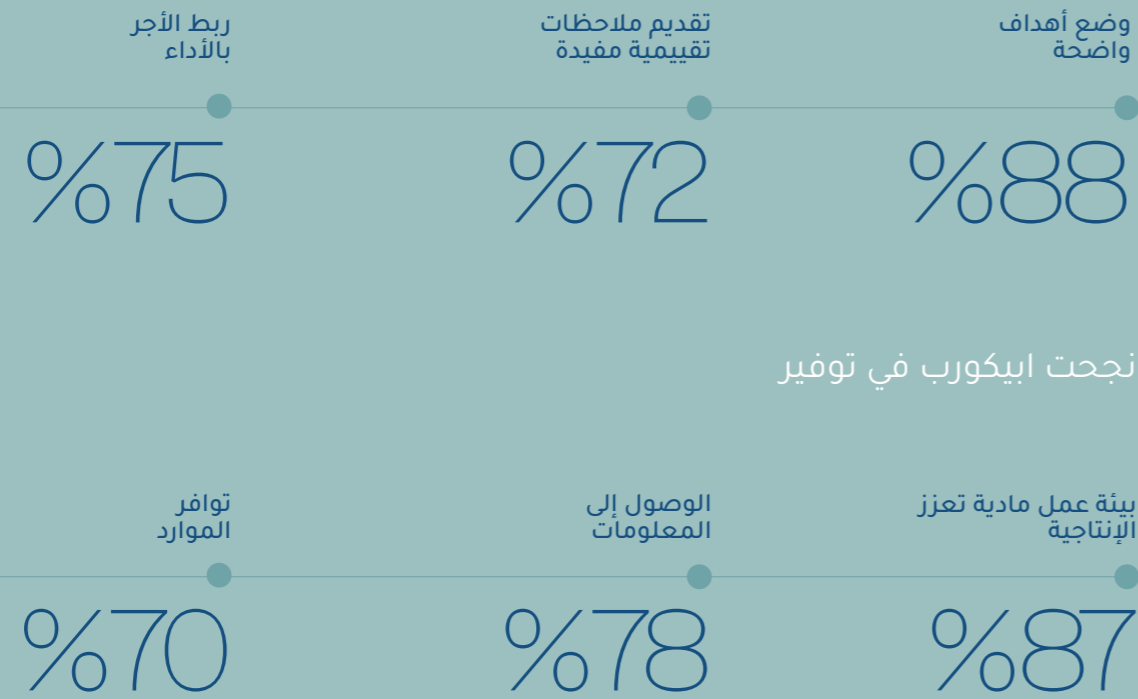 وضع أهداف
واضحة
%88
تقديم ملاحظات
تقييمية مفيدة
%72
ربط الأجر
بالأداء
%75
نجحت ابيكورب في توفير
بيئة عمل مادية تعزز
الإنتاجية
%87
الوصول إلى
المعلومات
%78
توافر
الموارد
%70